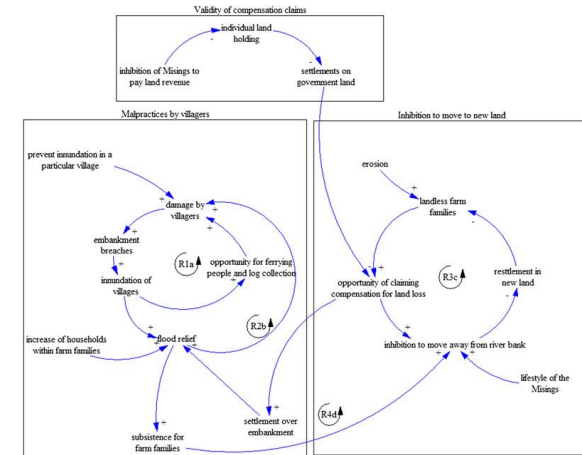 Validity of compensation claims
individual land
holding
-
-
inhibition of Misings to
pay land revenue
settlements on
government land
Malpractices by villagers
prevent innundation in a
particular village
+
damage by
villagers
+
+
+
embankment
breaches
+
R1a
opportunity for ferrying
people and log collection
+
inundation of
villages
+
R2b
increase of households
within farm families
+
+
flood relief
+
subsistence for
farm families
+
settlement over
embankment
Inhibition to move to new land
erosion
+
landless farm
families
-
-
+
opportunity of claiming
compensation for land loss
R3c
resttlement in
new land
-
+
inhibition to move away from river bank
+
+
lifestyle of the
Misings
R4d